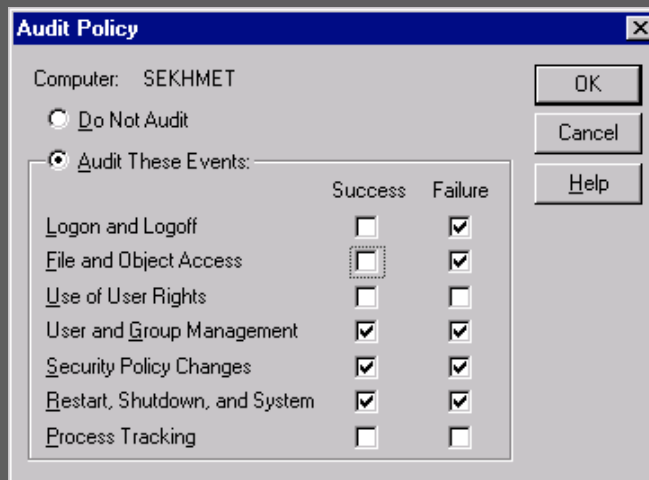 Audit Policy
Computer: SEKHMET
OK
Do Not Audit
Cancel
Audit These Events:
Help
Success Failure
Logon and Logoff
File and Object Access
Use of User Rights
User and Group Management
Security Policy Changes
Restart, Shutdown, and System
Process Tracking